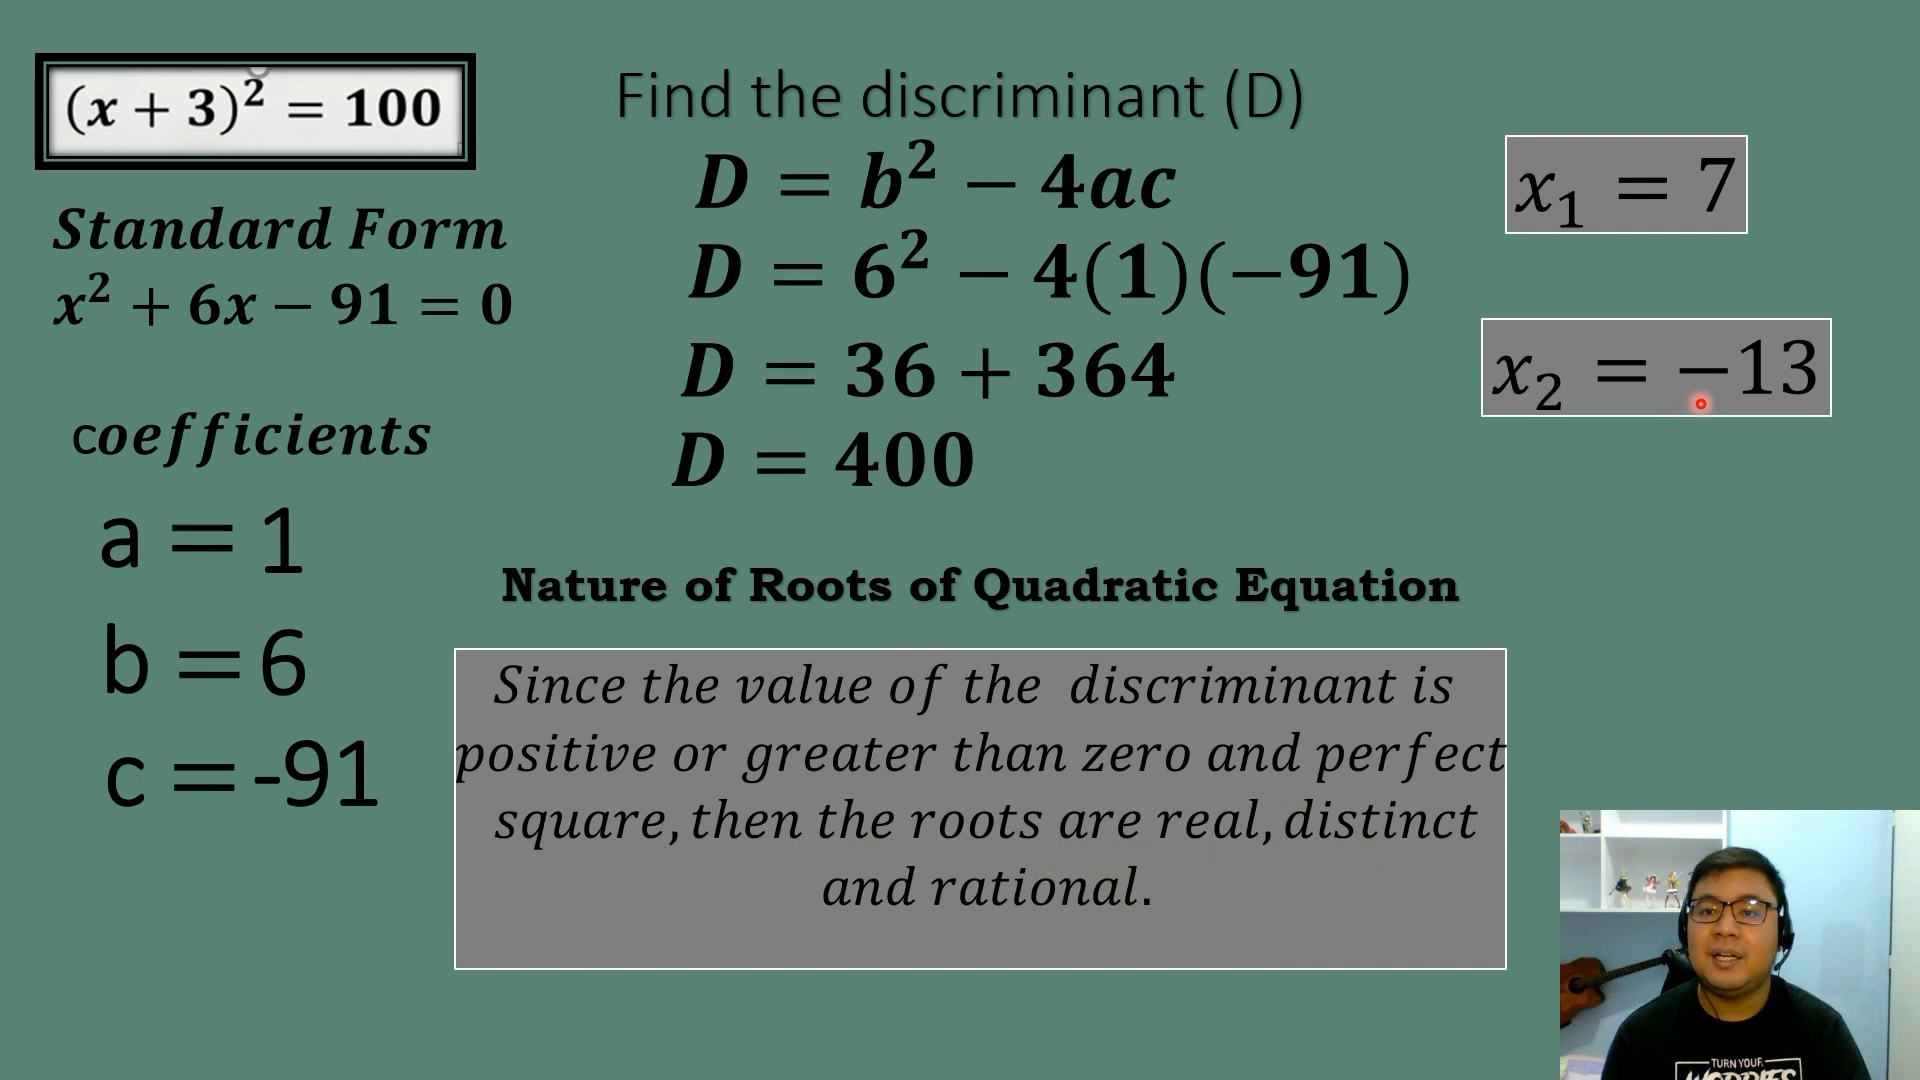 (x + 3)² = 100
Standard Form
x² + 6x − 91 = 0
coefficients
a = 1
b = 6
c = -91
Find the discriminant (D)
D = b² − 4ac
D = 6² − 4(1)(−91)
D = 36 + 364
D = 400
x₁ = 7
x₂ = −13
Nature of Roots of Quadratic Equation
Since the value of the discriminant is
positive or greater than zero and perfect
square, then the roots are real, distinct
and rational.
TURN YOUR
WORRIES